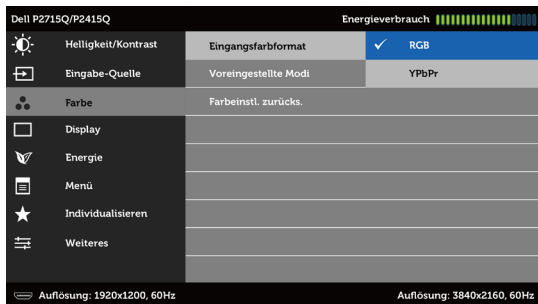 Dell P2715Q/P2415Q Energieverbrauch
Helligkeit/Kontrast Eingangsfarbformat ✓ RGB
Eingabe-Quelle Voreingestellte Modi YPbPr
Farbe Farbeinstl. zurücks.
Display
Energie
Menü
Individualisieren
Weiteres
Auflösung: 1920x1200, 60Hz Auflösung: 3840x2160, 60Hz